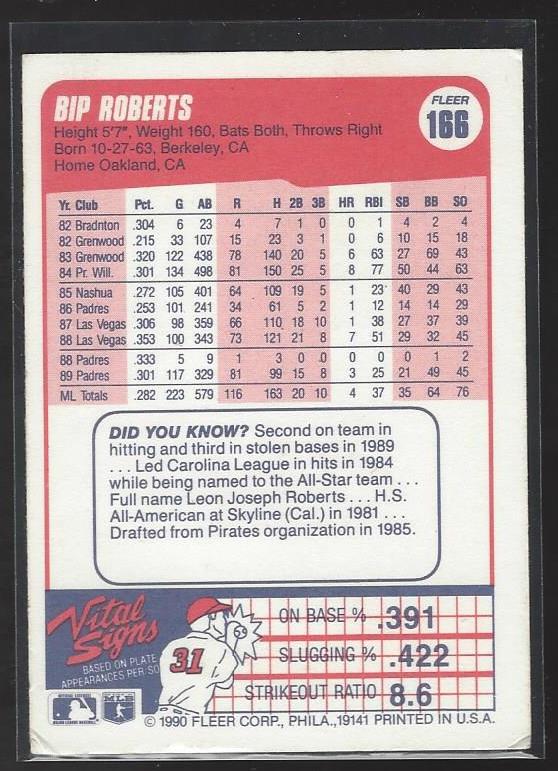 BIP ROBERTS
FLEER
166
Height 5'7", Weight 160, Bats Both, Throws Right
Born 10-27-63, Berkeley, CA
Home Oakland, CA
Yr. Club Pct. G AB R H 2B 3B HR RBI SB BB SO
82 Bradnton .304 6 23 4 7 1 0 0 1 4 2 4
82 Grenwood .215 33 107 15 23 3 1 0 6 10 15 18
83 Grenwood .320 122 438 78 140 20 5 6 63 27 69 43
84 Pr. Will. .301 134 498 81 150 25 5 8 77 50 44 63
85 Nashua .272 105 401 64 109 19 5 1 23 40 29 43
86 Padres .253 101 241 34 61 5 2 1 12 14 14 29
87 Las Vegas .306 98 359 66 110 18 10 1 38 27 37 39
88 Las Vegas .353 100 343 73 121 21 8 7 51 29 32 45
88 Padres .333 5 9 1 3 0 0 0 0 0 1 2
89 Padres .301 117 329 81 99 15 8 3 25 21 49 45
ML Totals .282 223 579 116 163 20 10 4 37 35 64 76
DID YOU KNOW? Second on team in
hitting and third in stolen bases in 1989
. . . Led Carolina League in hits in 1984
while being named to the All-Star team . . .
Full name Leon Joseph Roberts . . . H.S.
All-American at Skyline (Cal.) in 1981 . . .
Drafted from Pirates organization in 1985.
Vital
Signs
BASED ON PLATE
APPEARANCES PER SO
31
ON BASE % .391
SLUGGING % .422
STRIKEOUT RATIO 8.6
MLB
© 1990 FLEER CORP., PHILA., 19141 PRINTED IN U.S.A.